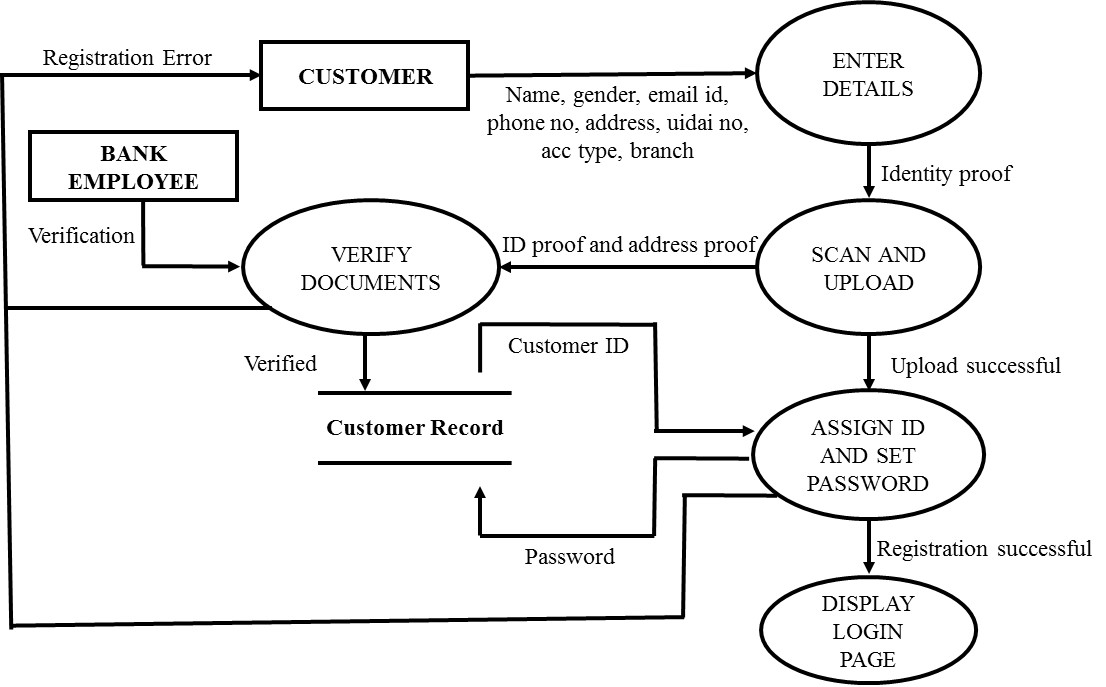 Registration Error
CUSTOMER
ENTER
DETAILS
Name, gender, email id,
phone no, address, uidai no,
acc type, branch
BANK
EMPLOYEE
Identity proof
Verification
VERIFY
DOCUMENTS
ID proof and address proof
SCAN AND
UPLOAD
Verified
Customer ID
Upload successful
Customer Record
ASSIGN ID
AND SET
PASSWORD
Password
Registration successful
DISPLAY
LOGIN
PAGE